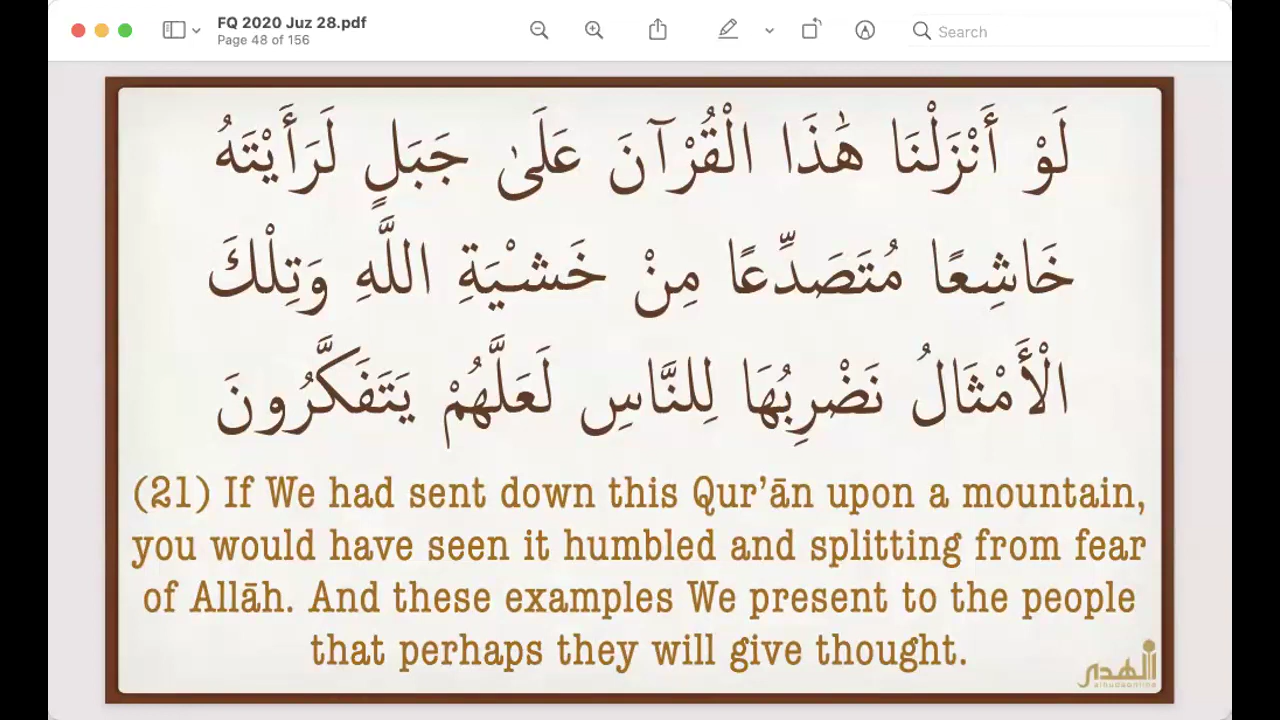 FQ 2020 Juz 28.pdf
Page 48 of 156
Search
لَوْ أَنْزَلْنَا هَٰذَا الْقُرْآنَ عَلَىٰ جَبَلٍ لَرَأَيْتَهُ
خَاشِعًا مُتَصَدِّعًا مِنْ خَشْيَةِ اللَّهِ وَتِلْكَ
الْأَمْثَالُ نَضْرِبُهَا لِلنَّاسِ لَعَلَّهُمْ يَتَفَكَّرُونَ
(21) If We had sent down this Qur’ān upon a mountain,
you would have seen it humbled and splitting from fear
of Allāh. And these examples We present to the people
that perhaps they will give thought.
الهدى
alhudaonline